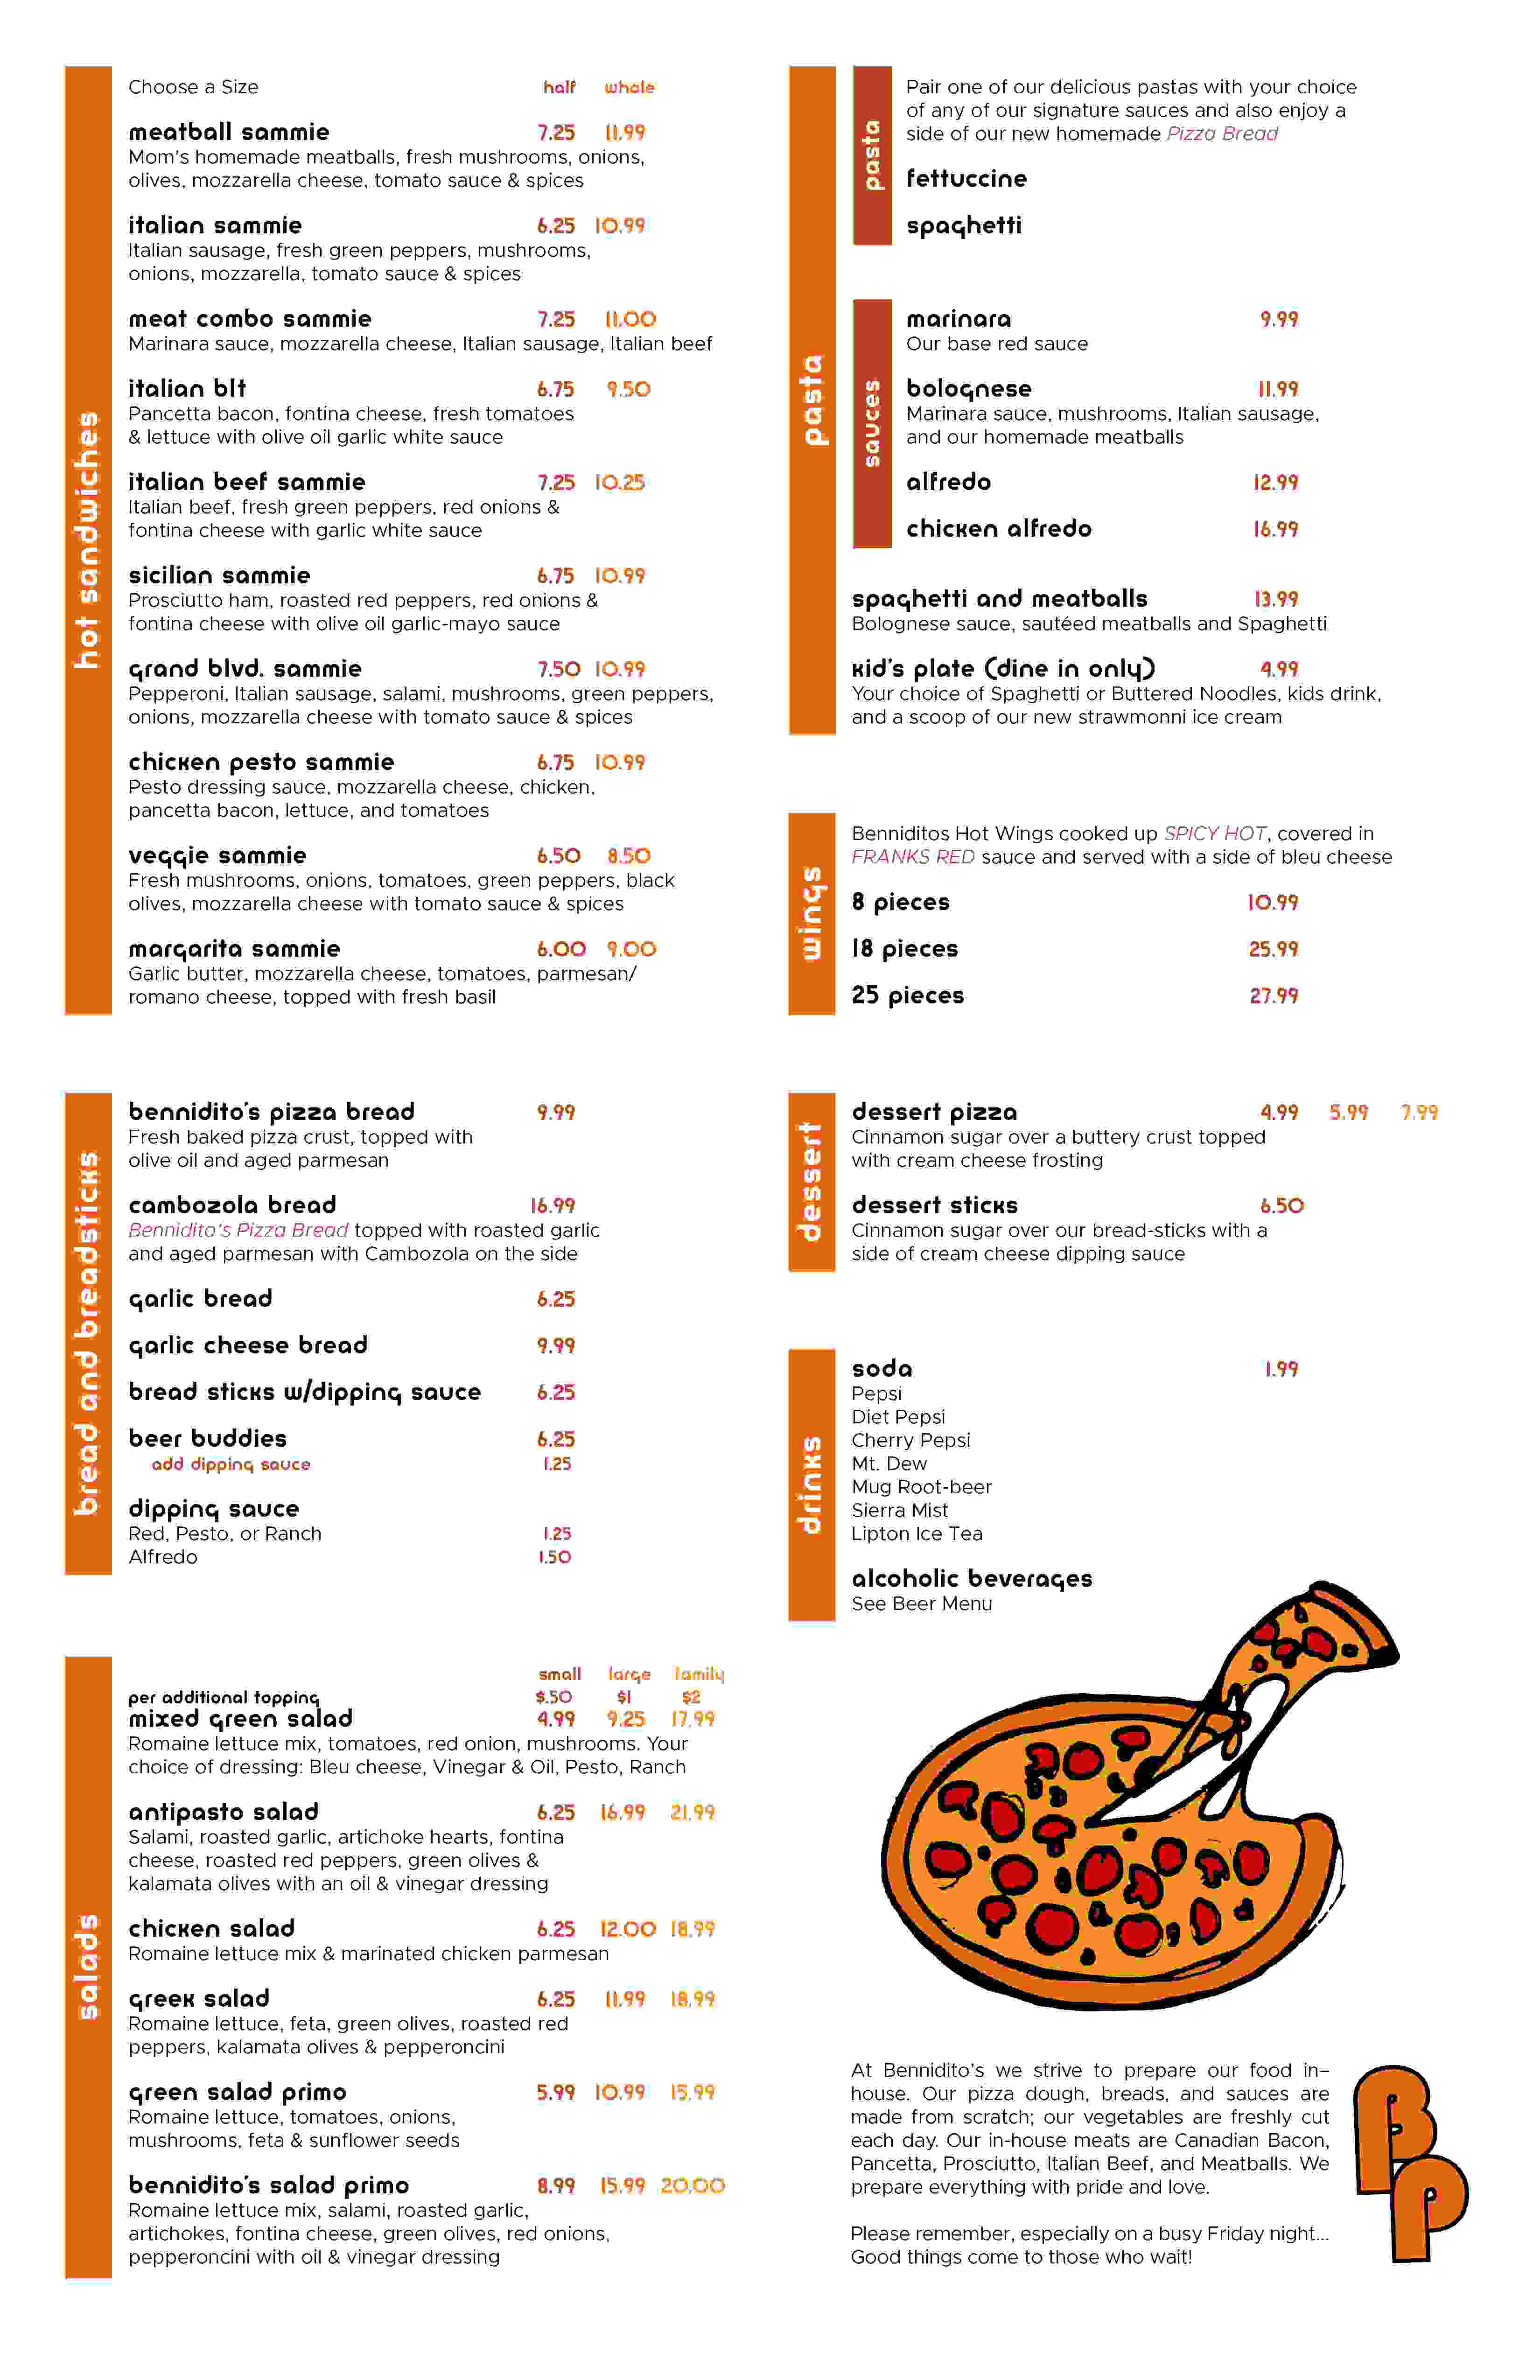 hot sandwiches
Choose a Size half whole
meatball sammie 7.25 11.99
Mom's homemade meatballs, fresh mushrooms, onions,
olives, mozzarella cheese, tomato sauce & spices
italian sammie 6.25 10.99
Italian sausage, fresh green peppers, mushrooms,
onions, mozzarella, tomato sauce & spices
meat combo sammie 7.25 11.00
Marinara sauce, mozzarella cheese, Italian sausage, Italian beef
italian blt 6.75 9.50
Pancetta bacon, fontina cheese, fresh tomatoes
& lettuce with olive oil garlic white sauce
italian beef sammie 7.25 10.25
Italian beef, fresh green peppers, red onions &
fontina cheese with garlic white sauce
sicilian sammie 6.75 10.99
Prosciutto ham, roasted red peppers, red onions &
fontina cheese with olive oil garlic-mayo sauce
grand blvd. sammie 7.50 10.99
Pepperoni, Italian sausage, salami, mushrooms, green peppers,
onions, mozzarella cheese with tomato sauce & spices
chicken pesto sammie 6.75 10.99
Pesto dressing sauce, mozzarella cheese, chicken,
pancetta bacon, lettuce, and tomatoes
veggie sammie 6.50 8.50
Fresh mushrooms, onions, tomatoes, green peppers, black
olives, mozzarella cheese with tomato sauce & spices
margarita sammie 6.00 9.00
Garlic butter, mozzarella cheese, tomatoes, parmesan/
romano cheese, topped with fresh basil
bread and breadsticks
bennidito's pizza bread 9.99
Fresh baked pizza crust, topped with
olive oil and aged parmesan
cambozola bread 16.99
Bennidito's Pizza Bread topped with roasted garlic
and aged parmesan with Cambozola on the side
garlic bread 6.25
garlic cheese bread 9.99
bread sticks w/dipping sauce 6.25
beer buddies 6.25
add dipping sauce 1.25
dipping sauce
Red, Pesto, or Ranch 1.25
Alfredo 1.50
salads
small large family
per additional topping $.50 $1 $2
mixed green salad 4.99 9.25 17.99
Romaine lettuce mix, tomatoes, red onion, mushrooms. Your
choice of dressing: Bleu cheese, Vinegar & Oil, Pesto, Ranch
antipasto salad 6.25 16.99 21.99
Salami, roasted garlic, artichoke hearts, fontina
cheese, roasted red peppers, green olives &
kalamata olives with an oil & vinegar dressing
chicken salad 6.25 12.00 18.99
Romaine lettuce mix & marinated chicken parmesan
greek salad 6.25 11.99 18.99
Romaine lettuce, feta, green olives, roasted red
peppers, kalamata olives & pepperoncini
green salad primo 5.99 10.99 15.99
Romaine lettuce, tomatoes, onions,
mushrooms, feta & sunflower seeds
bennidito's salad primo 8.99 15.99 20.00
Romaine lettuce mix, salami, roasted garlic,
artichokes, fontina cheese, green olives, red onions,
pepperoncini with oil & vinegar dressing
pasta
pasta
Pair one of our delicious pastas with your choice
of any of our signature sauces and also enjoy a
side of our new homemade Pizza Bread
fettuccine
spaghetti
sauces
marinara 9.99
Our base red sauce
bolognese 11.99
Marinara sauce, mushrooms, Italian sausage,
and our homemade meatballs
alfredo 12.99
chicken alfredo 16.99
spaghetti and meatballs 13.99
Bolognese sauce, sautéed meatballs and Spaghetti
kid's plate (dine in only) 4.99
Your choice of Spaghetti or Buttered Noodles, kids drink,
and a scoop of our new strawmonni ice cream
wings
Benniditos Hot Wings cooked up SPICY HOT, covered in
FRANKS RED sauce and served with a side of bleu cheese
8 pieces 10.99
18 pieces 25.99
25 pieces 27.99
dessert
dessert pizza 4.99 5.99 7.99
Cinnamon sugar over a buttery crust topped
with cream cheese frosting
dessert sticks 6.50
Cinnamon sugar over our bread-sticks with a
side of cream cheese dipping sauce
drinks
soda 1.99
Pepsi
Diet Pepsi
Cherry Pepsi
Mt. Dew
Mug Root-beer
Sierra Mist
Lipton Ice Tea
alcoholic beverages
See Beer Menu
At Bennidito's we strive to prepare our food in-
house. Our pizza dough, breads, and sauces are
made from scratch; our vegetables are freshly cut
each day. Our in-house meats are Canadian Bacon,
Pancetta, Prosciutto, Italian Beef, and Meatballs. We
prepare everything with pride and love.
Please remember, especially on a busy Friday night...
Good things come to those who wait!
BP